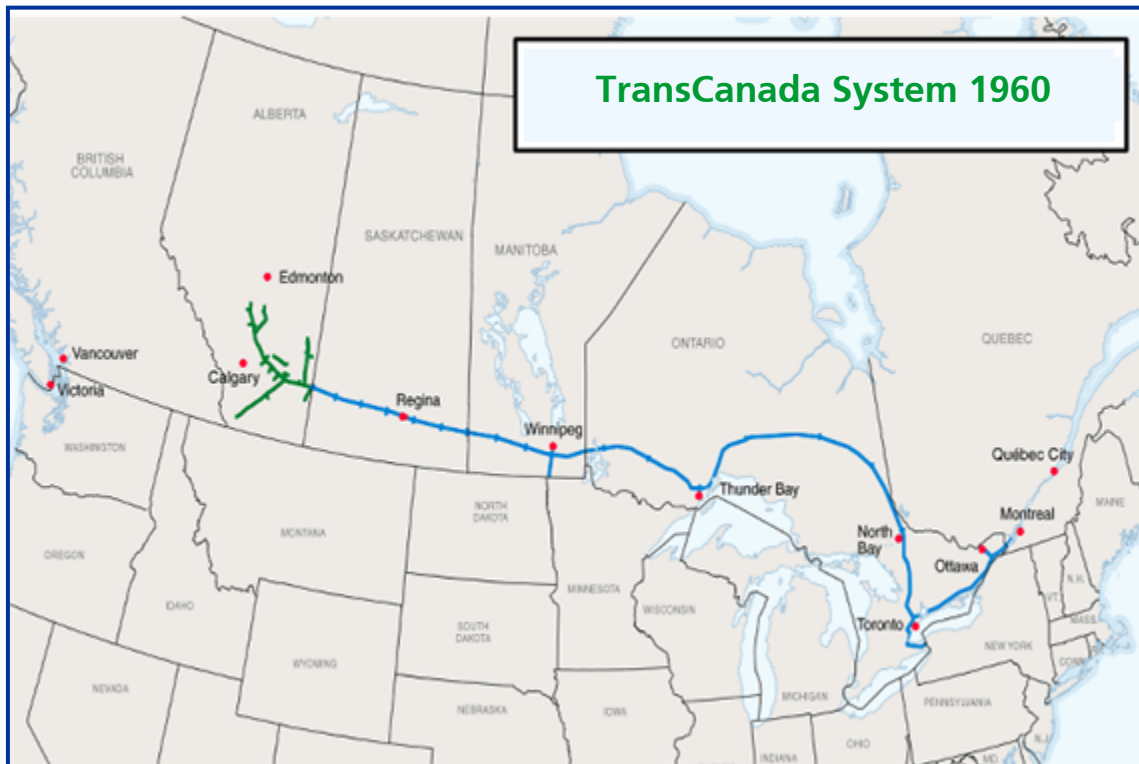 TransCanada System 1960
ALBERTA
BRITISH
COLUMBIA
SASKATCHEWAN
MANITOBA
Edmonton
ONTARIO
QUEBEC
Vancouver
Calgary
Victoria
Regina
Winnipeg
WASHINGTON
Québec City
Thunder Bay
MAINE
NORTH
DAKOTA
Montreal
MONTANA
North
Bay
OREGON
Ottawa
N.H.
MINNESOTA
VT.
IDAHO
WISCONSIN
MASS.
SOUTH
DAKOTA
Toronto
NEW YORK
WYOMING
CONN.
NEVADA
MICHIGAN
PENNSYLVANIA
NEBRASKA
IOWA
N.J.
OHIO
INDIANA
MD.